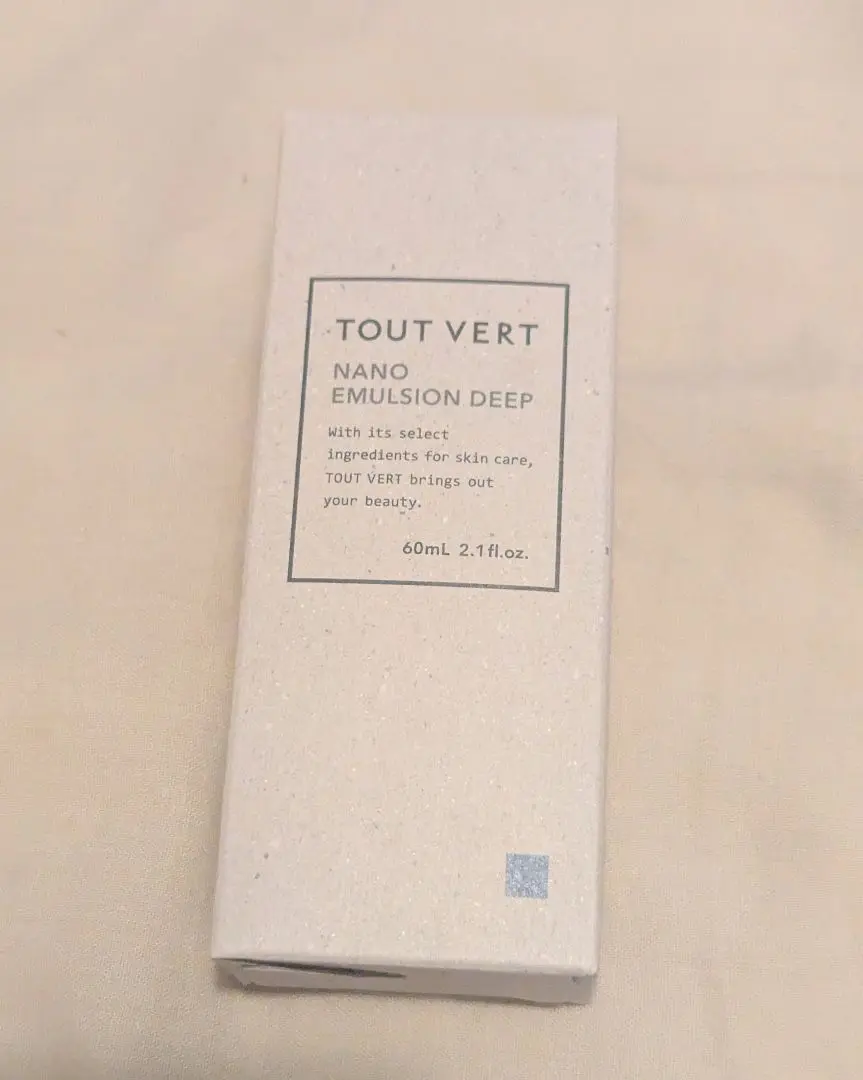 TOUT VERT
NANO
EMULSION DEEP
With its select
ingredients for skin care,
TOUT VERT brings out
your beauty.
60mL 2.1fl.oz.